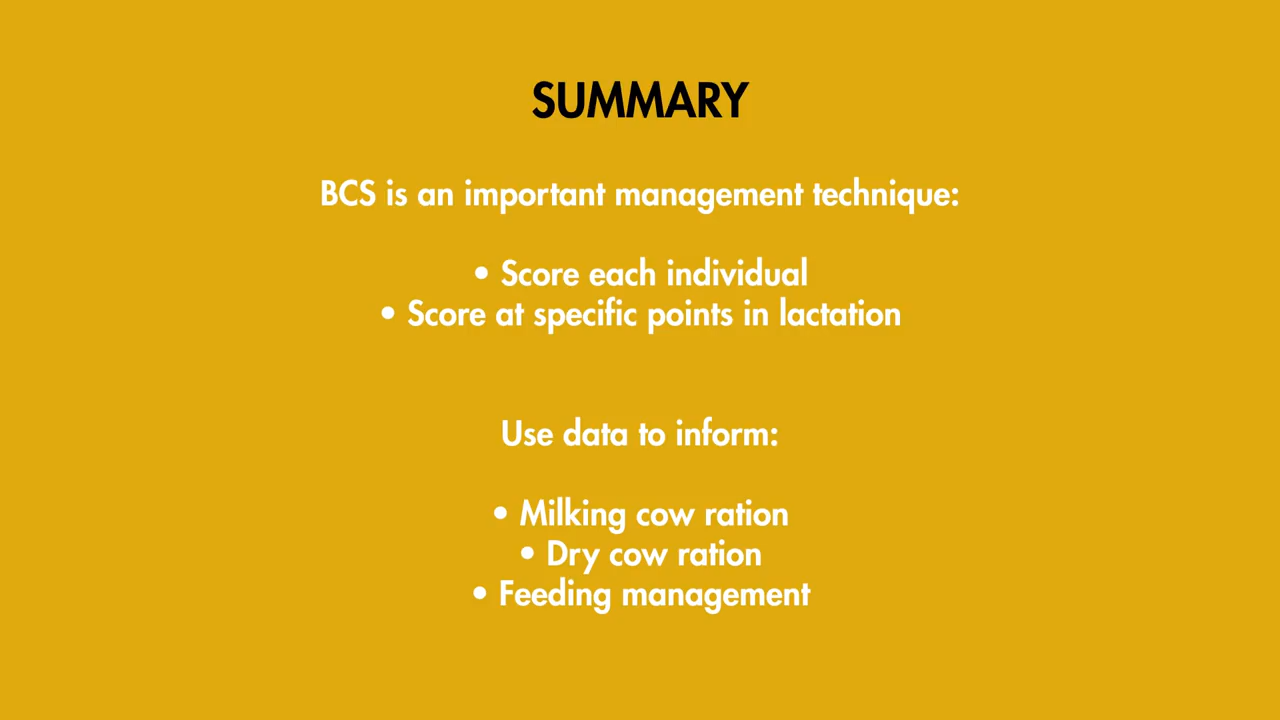 SUMMARY
BCS is an important management technique:
• Score each individual
• Score at specific points in lactation
Use data to inform:
• Milking cow ration
• Dry cow ration
• Feeding management